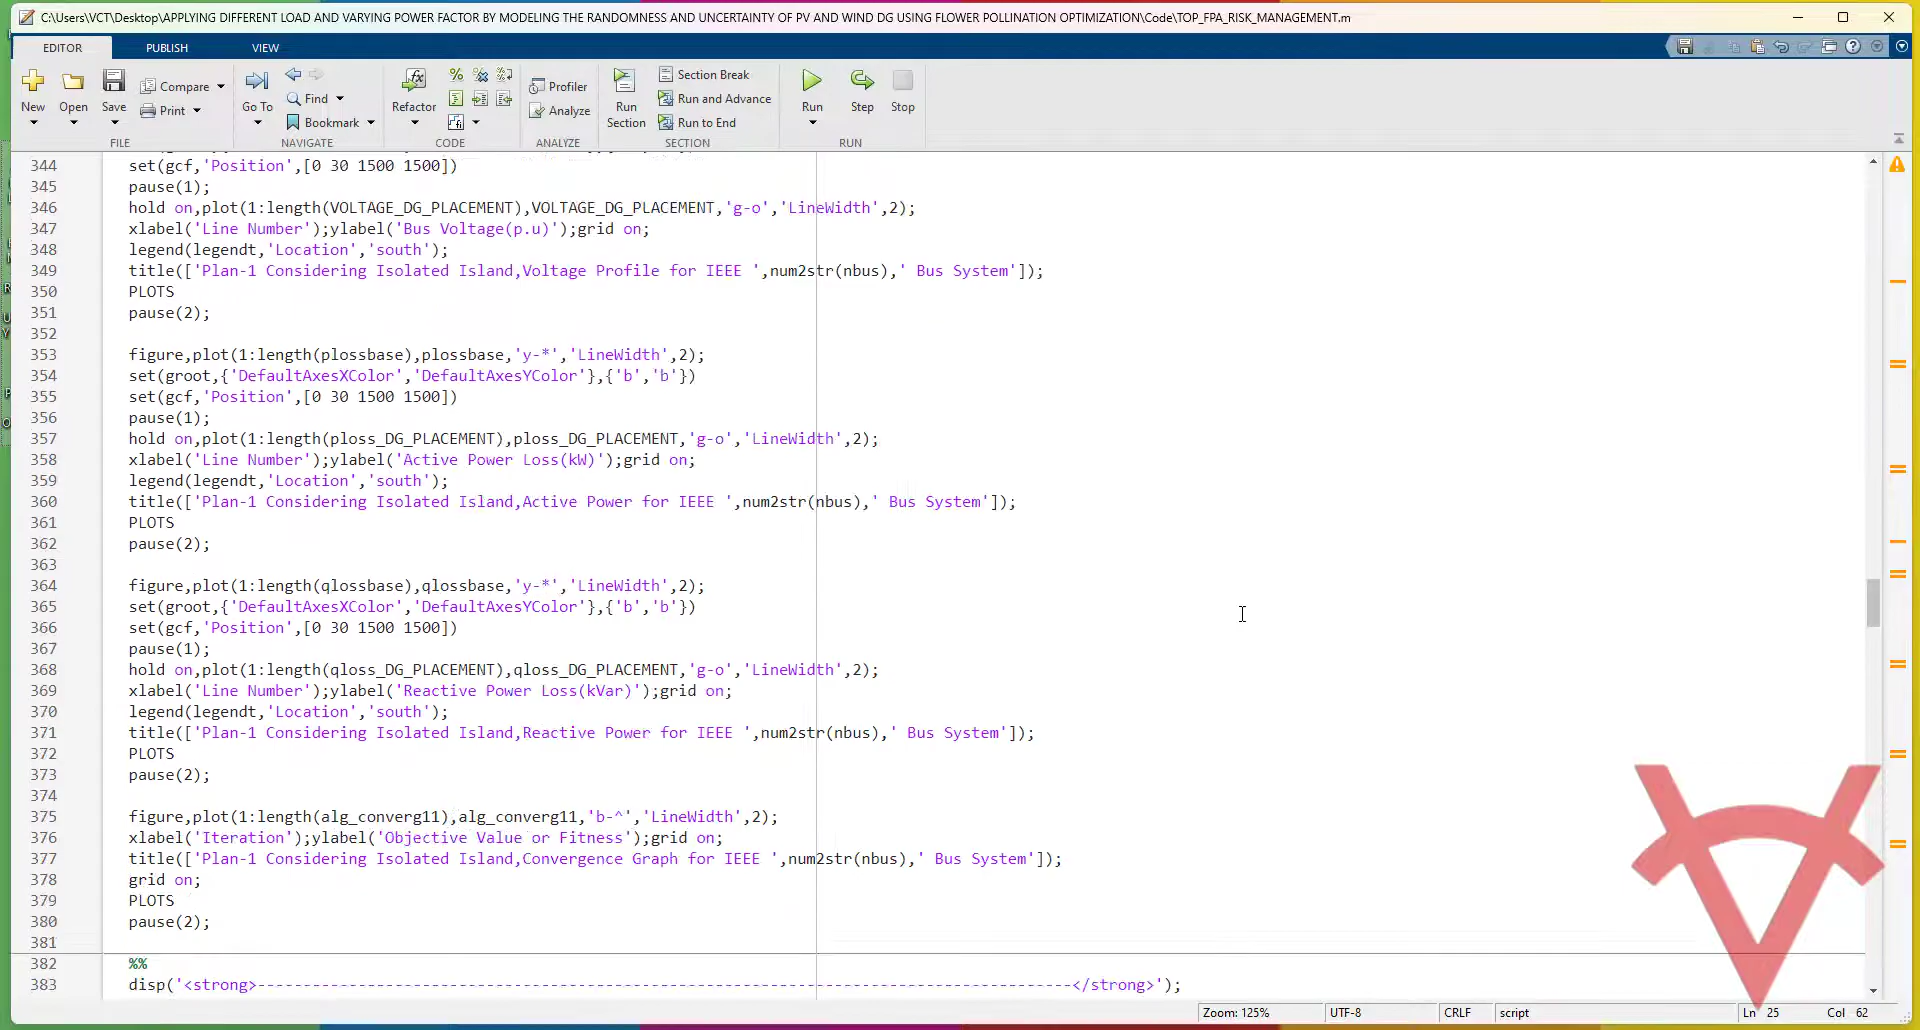 C:\Users\VCT\Desktop\APPLYING DIFFERENT LOAD AND VARYING POWER FACTOR BY MODELING THE RANDOMNESS AND UNCERTAINTY OF PV AND WIND DG USING FLOWER POLLINATION OPTIMIZATION\Code\TOP_FPA_RISK_MANAGEMENT.m
EDITOR PUBLISH VIEW
New Open Save Compare Print
Go To Find Bookmark
Refactor
Profiler Analyze
Run Section Section Break Run and Advance Run to End
Run Step Stop
FILE NAVIGATE CODE ANALYZE SECTION RUN
344 set(gcf,'Position',[0 30 1500 1500])
345 pause(1);
346 hold on,plot(1:length(VOLTAGE_DG_PLACEMENT),VOLTAGE_DG_PLACEMENT,'g-o','LineWidth',2);
347 xlabel('Line Number');ylabel('Bus Voltage(p.u)');grid on;
348 legend(legendt,'Location','south');
349 title(['Plan-1 Considering Isolated Island,Voltage Profile for IEEE ',num2str(nbus),' Bus System']);
350 PLOTS
351 pause(2);
352
353 figure,plot(1:length(plossbase),plossbase,'y-*','LineWidth',2);
354 set(groot,{'DefaultAxesXColor','DefaultAxesYColor'},{'b','b'})
355 set(gcf,'Position',[0 30 1500 1500])
356 pause(1);
357 hold on,plot(1:length(ploss_DG_PLACEMENT),ploss_DG_PLACEMENT,'g-o','LineWidth',2);
358 xlabel('Line Number');ylabel('Active Power Loss(kW)');grid on;
359 legend(legendt,'Location','south');
360 title(['Plan-1 Considering Isolated Island,Active Power for IEEE ',num2str(nbus),' Bus System']);
361 PLOTS
362 pause(2);
363
364 figure,plot(1:length(qlossbase),qlossbase,'y-*','LineWidth',2);
365 set(groot,{'DefaultAxesXColor','DefaultAxesYColor'},{'b','b'})
366 set(gcf,'Position',[0 30 1500 1500])
367 pause(1);
368 hold on,plot(1:length(qloss_DG_PLACEMENT),qloss_DG_PLACEMENT,'g-o','LineWidth',2);
369 xlabel('Line Number');ylabel('Reactive Power Loss(kVar)');grid on;
370 legend(legendt,'Location','south');
371 title(['Plan-1 Considering Isolated Island,Reactive Power for IEEE ',num2str(nbus),' Bus System']);
372 PLOTS
373 pause(2);
374
375 figure,plot(1:length(alg_converg11),alg_converg11,'b-^','LineWidth',2);
376 xlabel('Iteration');ylabel('Objective Value or Fitness');grid on;
377 title(['Plan-1 Considering Isolated Island,Convergence Graph for IEEE ',num2str(nbus),' Bus System']);
378 grid on;
379 PLOTS
380 pause(2);
381
382 %%
383 disp('<strong>-----------------------------------------------------------------------------------------</strong>');
Zoom: 125% UTF-8 CRLF script Ln 25 Col 62